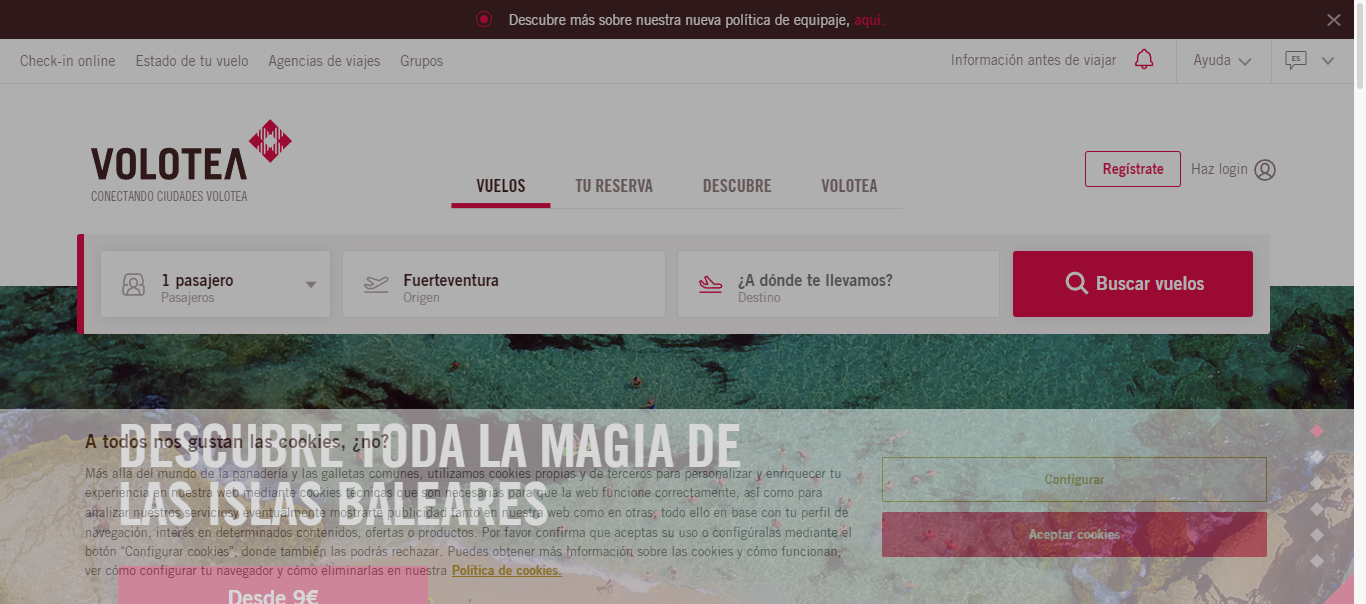 Descubre más sobre nuestra nueva política de equipaje, aquí.
Check-in online Estado de tu vuelo Agencias de viajes Grupos Información antes de viajar Ayuda ES
VOLOTEA
CONECTANDO CIUDADES VOLOTEA
VUELOS TU RESERVA DESCUBRE VOLOTEA
Regístrate Haz login
1 pasajero
Pasajeros
Fuerteventura
Origen
¿A dónde te llevamos?
Destino
Buscar vuelos
DESCUBRE TODA LA MAGIA DE
LAS ISLAS BALEARES
Desde 9€
A todos nos gustan las cookies, ¿no?
Más allá del mundo de la panadería y las galletas comunes, utilizamos cookies propias y de terceros para personalizar y enriquecer tu
experiencia en nuestra web mediante cookies técnicas que son necesarias para que la web funcione correctamente, así como para
analizar nuestros servicios y eventualmente mostrarte publicidad tanto en nuestra web como en otras, todo ello en base con tu perfil de
navegación, interés en determinados contenidos, ofertas o productos. Por favor confirma que aceptas su uso o configúralas mediante el
botón “Configurar cookies”, donde también las podrás rechazar. Puedes obtener más información sobre las cookies y cómo funcionan,
ver cómo configurar tu navegador y cómo eliminarlas en nuestra Política de cookies.
Configurar
Aceptar cookies